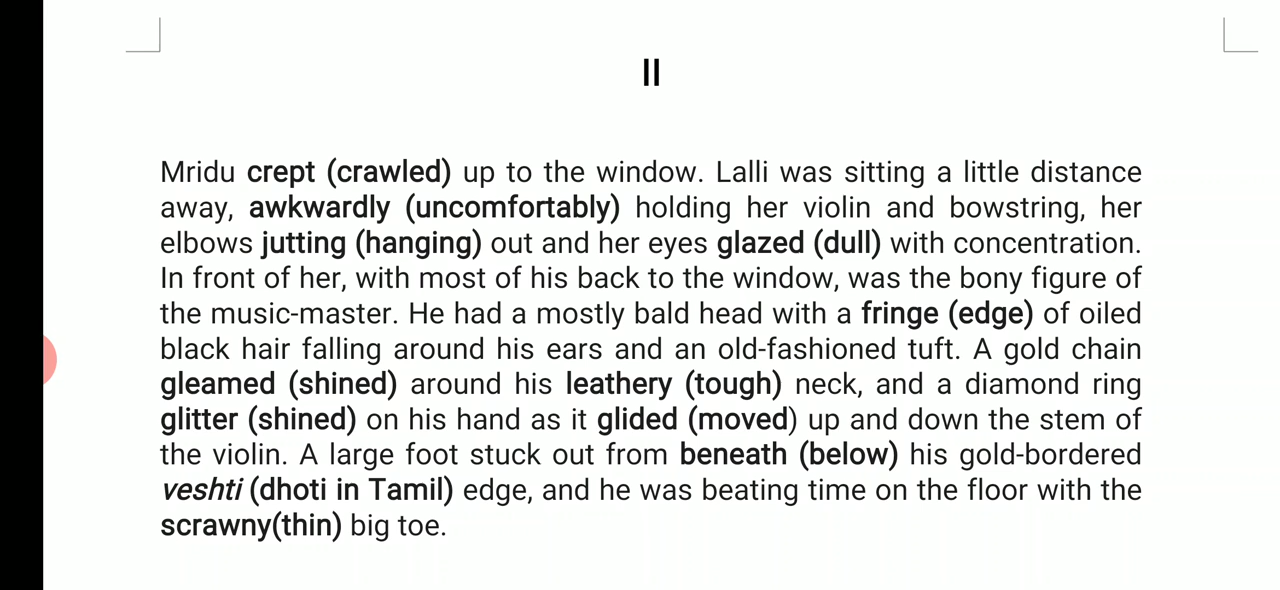 II
Mridu crept (crawled) up to the window. Lalli was sitting a little distance
away, awkwardly (uncomfortably) holding her violin and bowstring, her
elbows jutting (hanging) out and her eyes glazed (dull) with concentration.
In front of her, with most of his back to the window, was the bony figure of
the music-master. He had a mostly bald head with a fringe (edge) of oiled
black hair falling around his ears and an old-fashioned tuft. A gold chain
gleamed (shined) around his leathery (tough) neck, and a diamond ring
glitter (shined) on his hand as it glided (moved) up and down the stem of
the violin. A large foot stuck out from beneath (below) his gold-bordered
veshti (dhoti in Tamil) edge, and he was beating time on the floor with the
scrawny(thin) big toe.